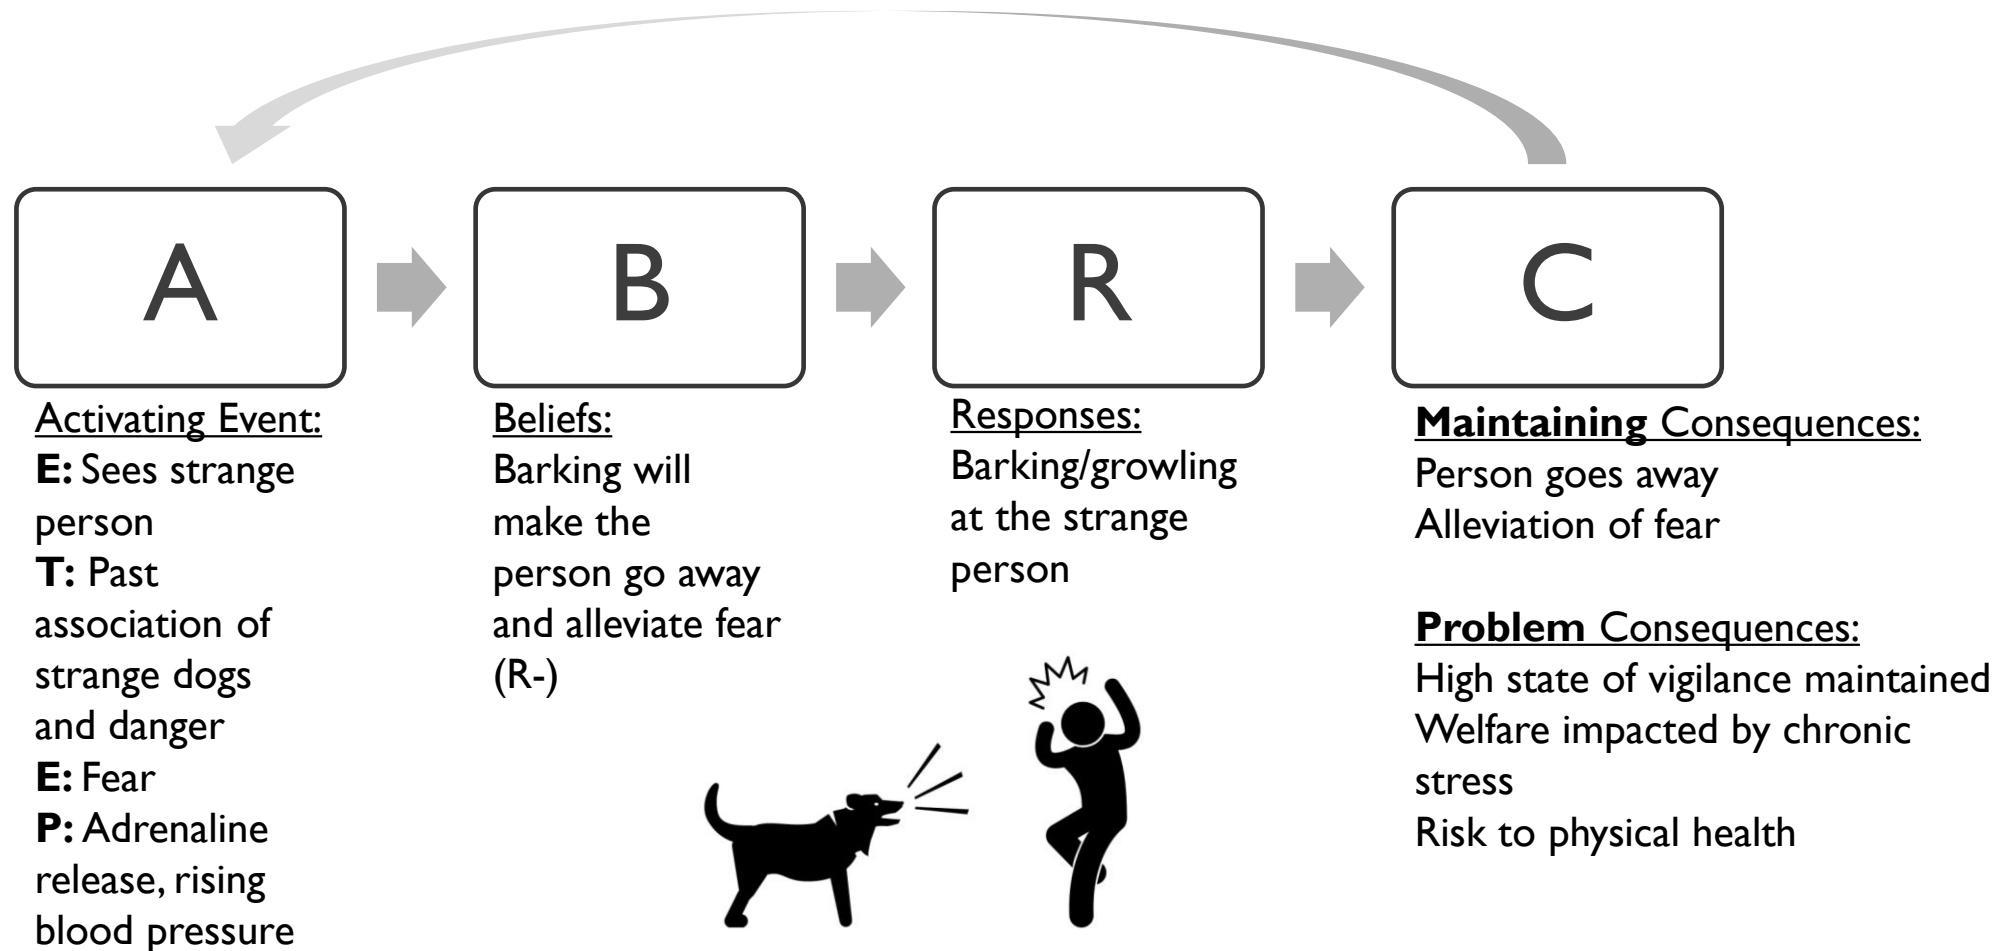 A
B
R
C
Activating Event:
E: Sees strange
person
T: Past
association of
strange dogs
and danger
E: Fear
P: Adrenaline
release, rising
blood pressure
Beliefs:
Barking will
make the
person go away
and alleviate fear
(R-)
Responses:
Barking/growling
at the strange
person
Maintaining Consequences:
Person goes away
Alleviation of fear
Problem Consequences:
High state of vigilance maintained
Welfare impacted by chronic
stress
Risk to physical health